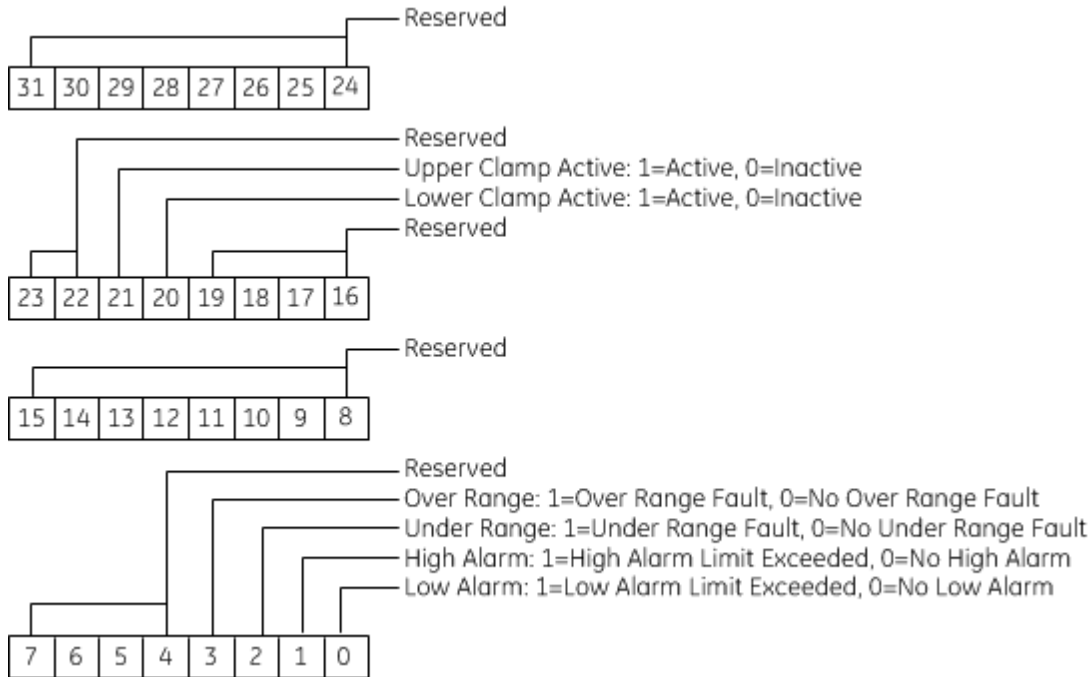 Reserved
31 30 29 28 27 26 25 24
Reserved
Upper Clamp Active: 1=Active, 0=Inactive
Lower Clamp Active: 1=Active, 0=Inactive
Reserved
23 22 21 20 19 18 17 16
Reserved
15 14 13 12 11 10 9 8
Reserved
Over Range: 1=Over Range Fault, 0=No Over Range Fault
Under Range: 1=Under Range Fault, 0=No Under Range Fault
High Alarm: 1=High Alarm Limit Exceeded, 0=No High Alarm
Low Alarm: 1=Low Alarm Limit Exceeded, 0=No Low Alarm
7 6 5 4 3 2 1 0